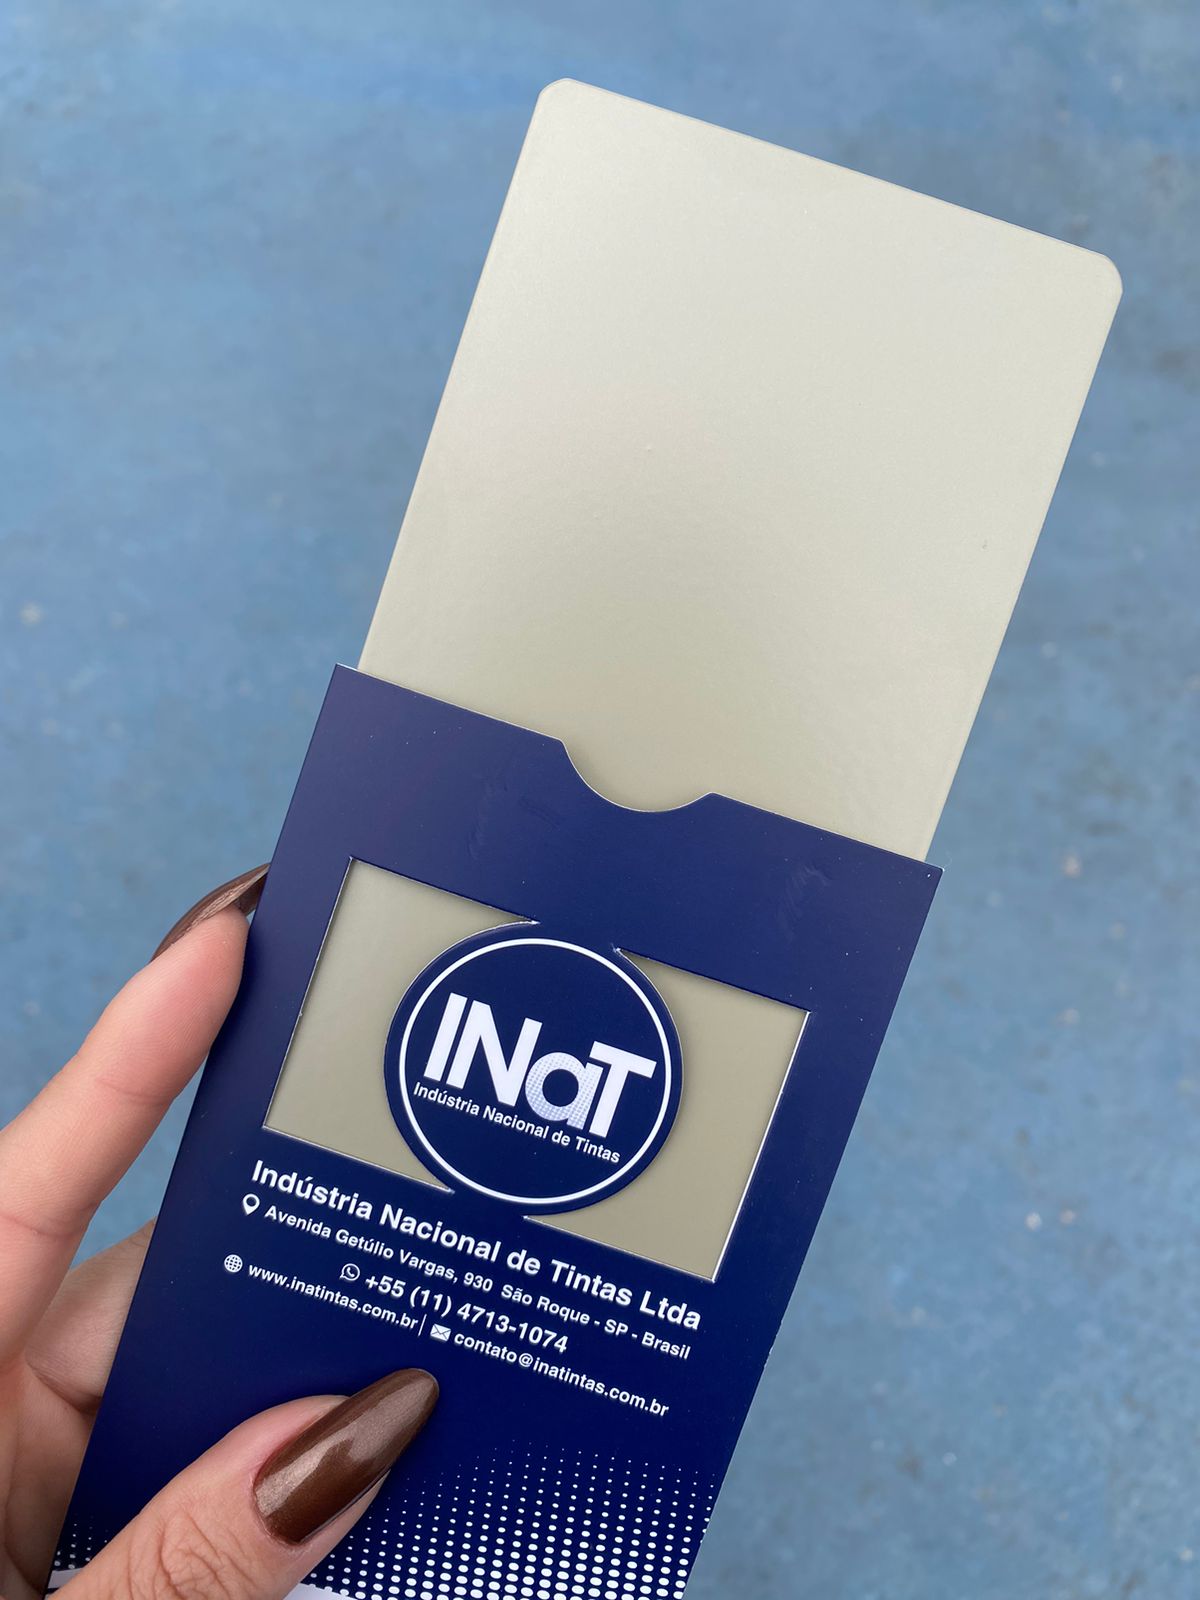 INaT
Indústria Nacional de Tintas
Indústria Nacional de Tintas Ltda
Avenida Getúlio Vargas, 930 São Roque - SP - Brasil
+55 (11) 4713-1074
www.inatintas.com.br | contato@inatintas.com.br